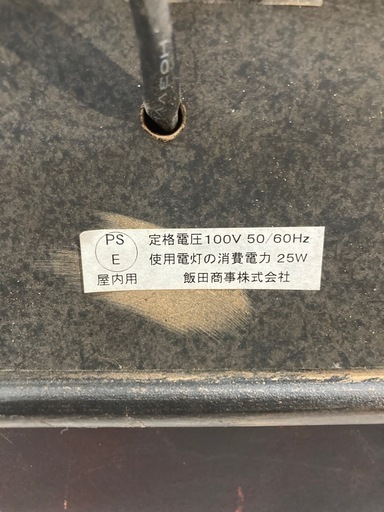 PS
E
屋内用
定格電圧100V 50/60Hz
使用電灯の消費電力 25W
飯田商事株式会社